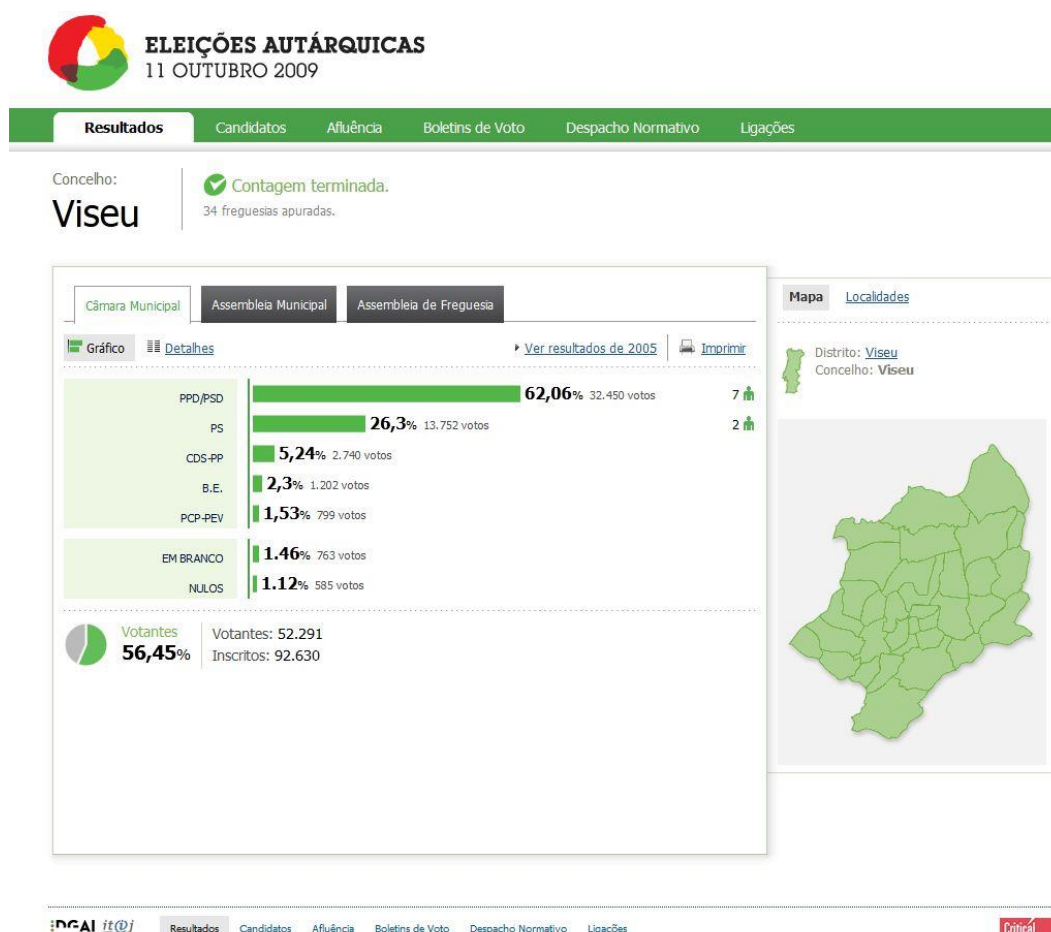 ELEIÇÕES AUTÁRQUICAS
11 OUTUBRO 2009
Resultados Candidatos Afluência Boletins de Voto Despacho Normativo Ligações
Concelho:
Viseu
Contagem terminada.
34 freguesias apuradas.
Câmara Municipal Assembleia Municipal Assembleia de Freguesia
Gráfico Detalhes Ver resultados de 2005 Imprimir
PPD/PSD 62,06% 32.450 votos 7
PS 26,3% 13.752 votos 2
CDS-PP 5,24% 2.740 votos
B.E. 2,3% 1.202 votos
PCP-PEV 1,53% 799 votos
EM BRANCO 1.46% 763 votos
NULOS 1.12% 585 votos
Votantes
56,45%
Votantes: 52.291
Inscritos: 92.630
Mapa Localidades
Distrito: Viseu
Concelho: Viseu
DGAI it@j Resultados Candidatos Afluência Boletins de Voto Despacho Normativo Ligações Critical